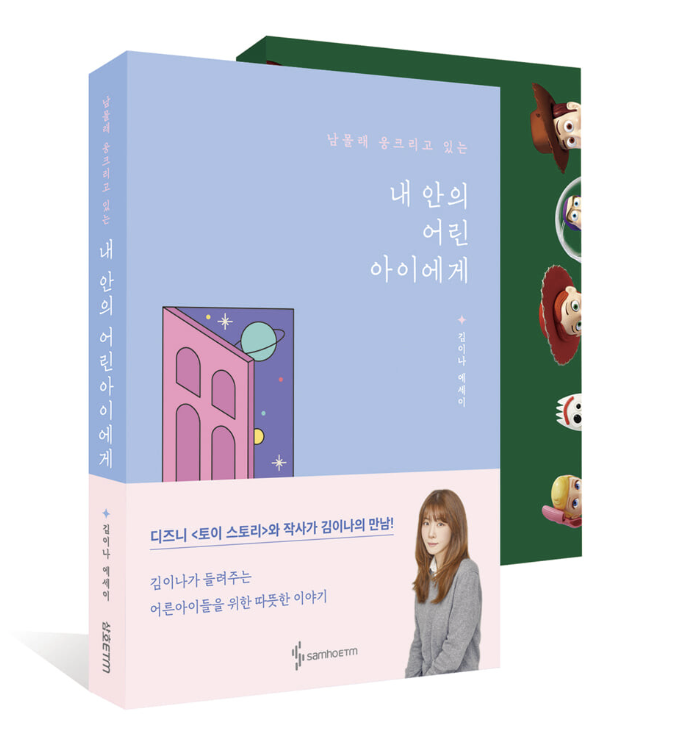 남몰래 웅크리고 있는
내 안의
어린
아이에게
김이나 에세이
디즈니 <토이 스토리>와 작사가 김이나의 만남!
김이나가 들려주는
어른아이들을 위한 따뜻한 이야기
samhoETM
남몰래 웅크리고 있는
내 안의 어린아이에게
김이나 에세이
삼호ETM